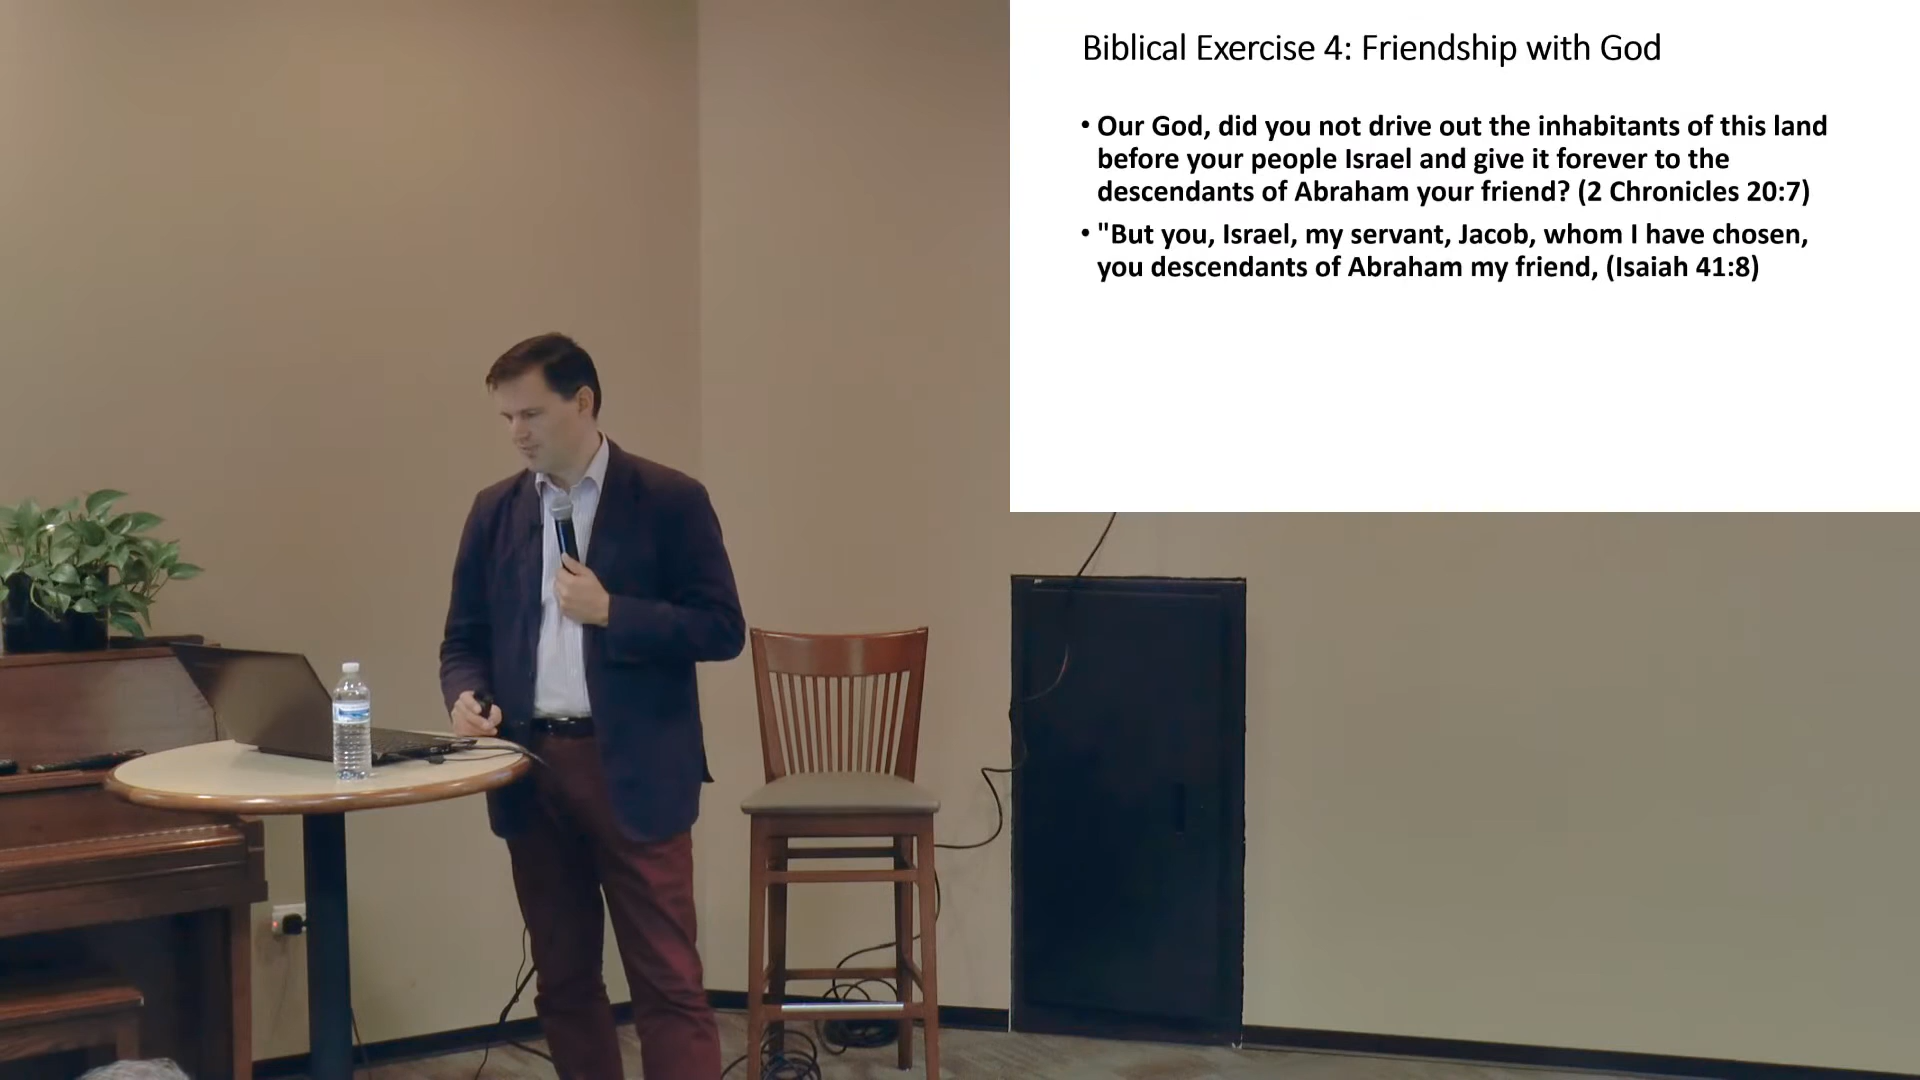 Biblical Exercise 4: Friendship with God
• Our God, did you not drive out the inhabitants of this land
before your people Israel and give it forever to the
descendants of Abraham your friend? (2 Chronicles 20:7)
• "But you, Israel, my servant, Jacob, whom I have chosen,
you descendants of Abraham my friend, (Isaiah 41:8)